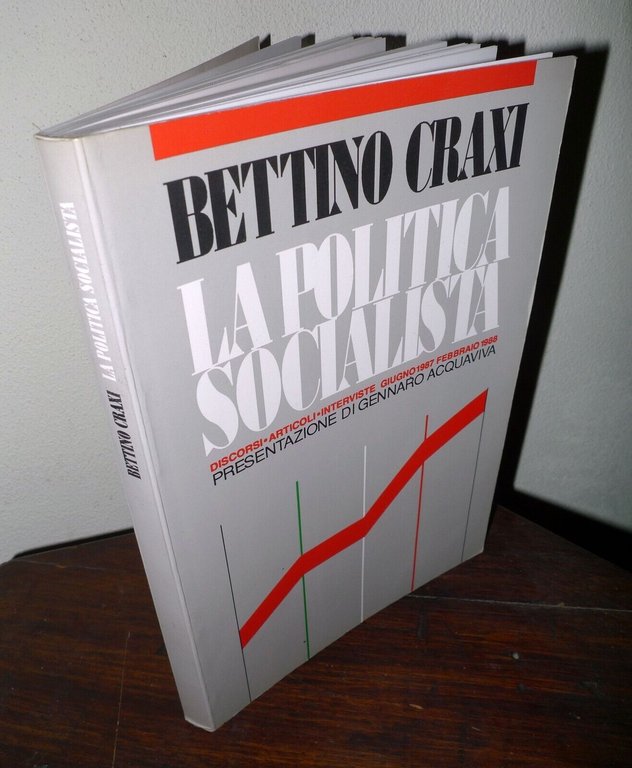 BETTINO CRAXI
LA POLITICA
SOCIALISTA
DISCORSI•ARTICOLI•INTERVISTE GIUGNO 1987 FEBBRAIO 1988
PRESENTAZIONE DI GENNARO ACQUAVIVA
BETTINO CRAXI LA POLITICA SOCIALISTA